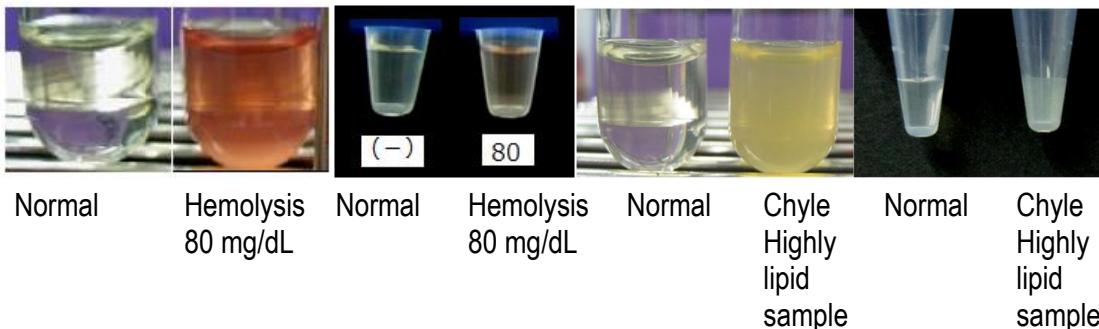 (−)
80
Normal
Hemolysis
80 mg/dL
Normal
Hemolysis
80 mg/dL
Normal
Chyle
Highly
lipid
sample
Normal
Chyle
Highly
lipid
sample